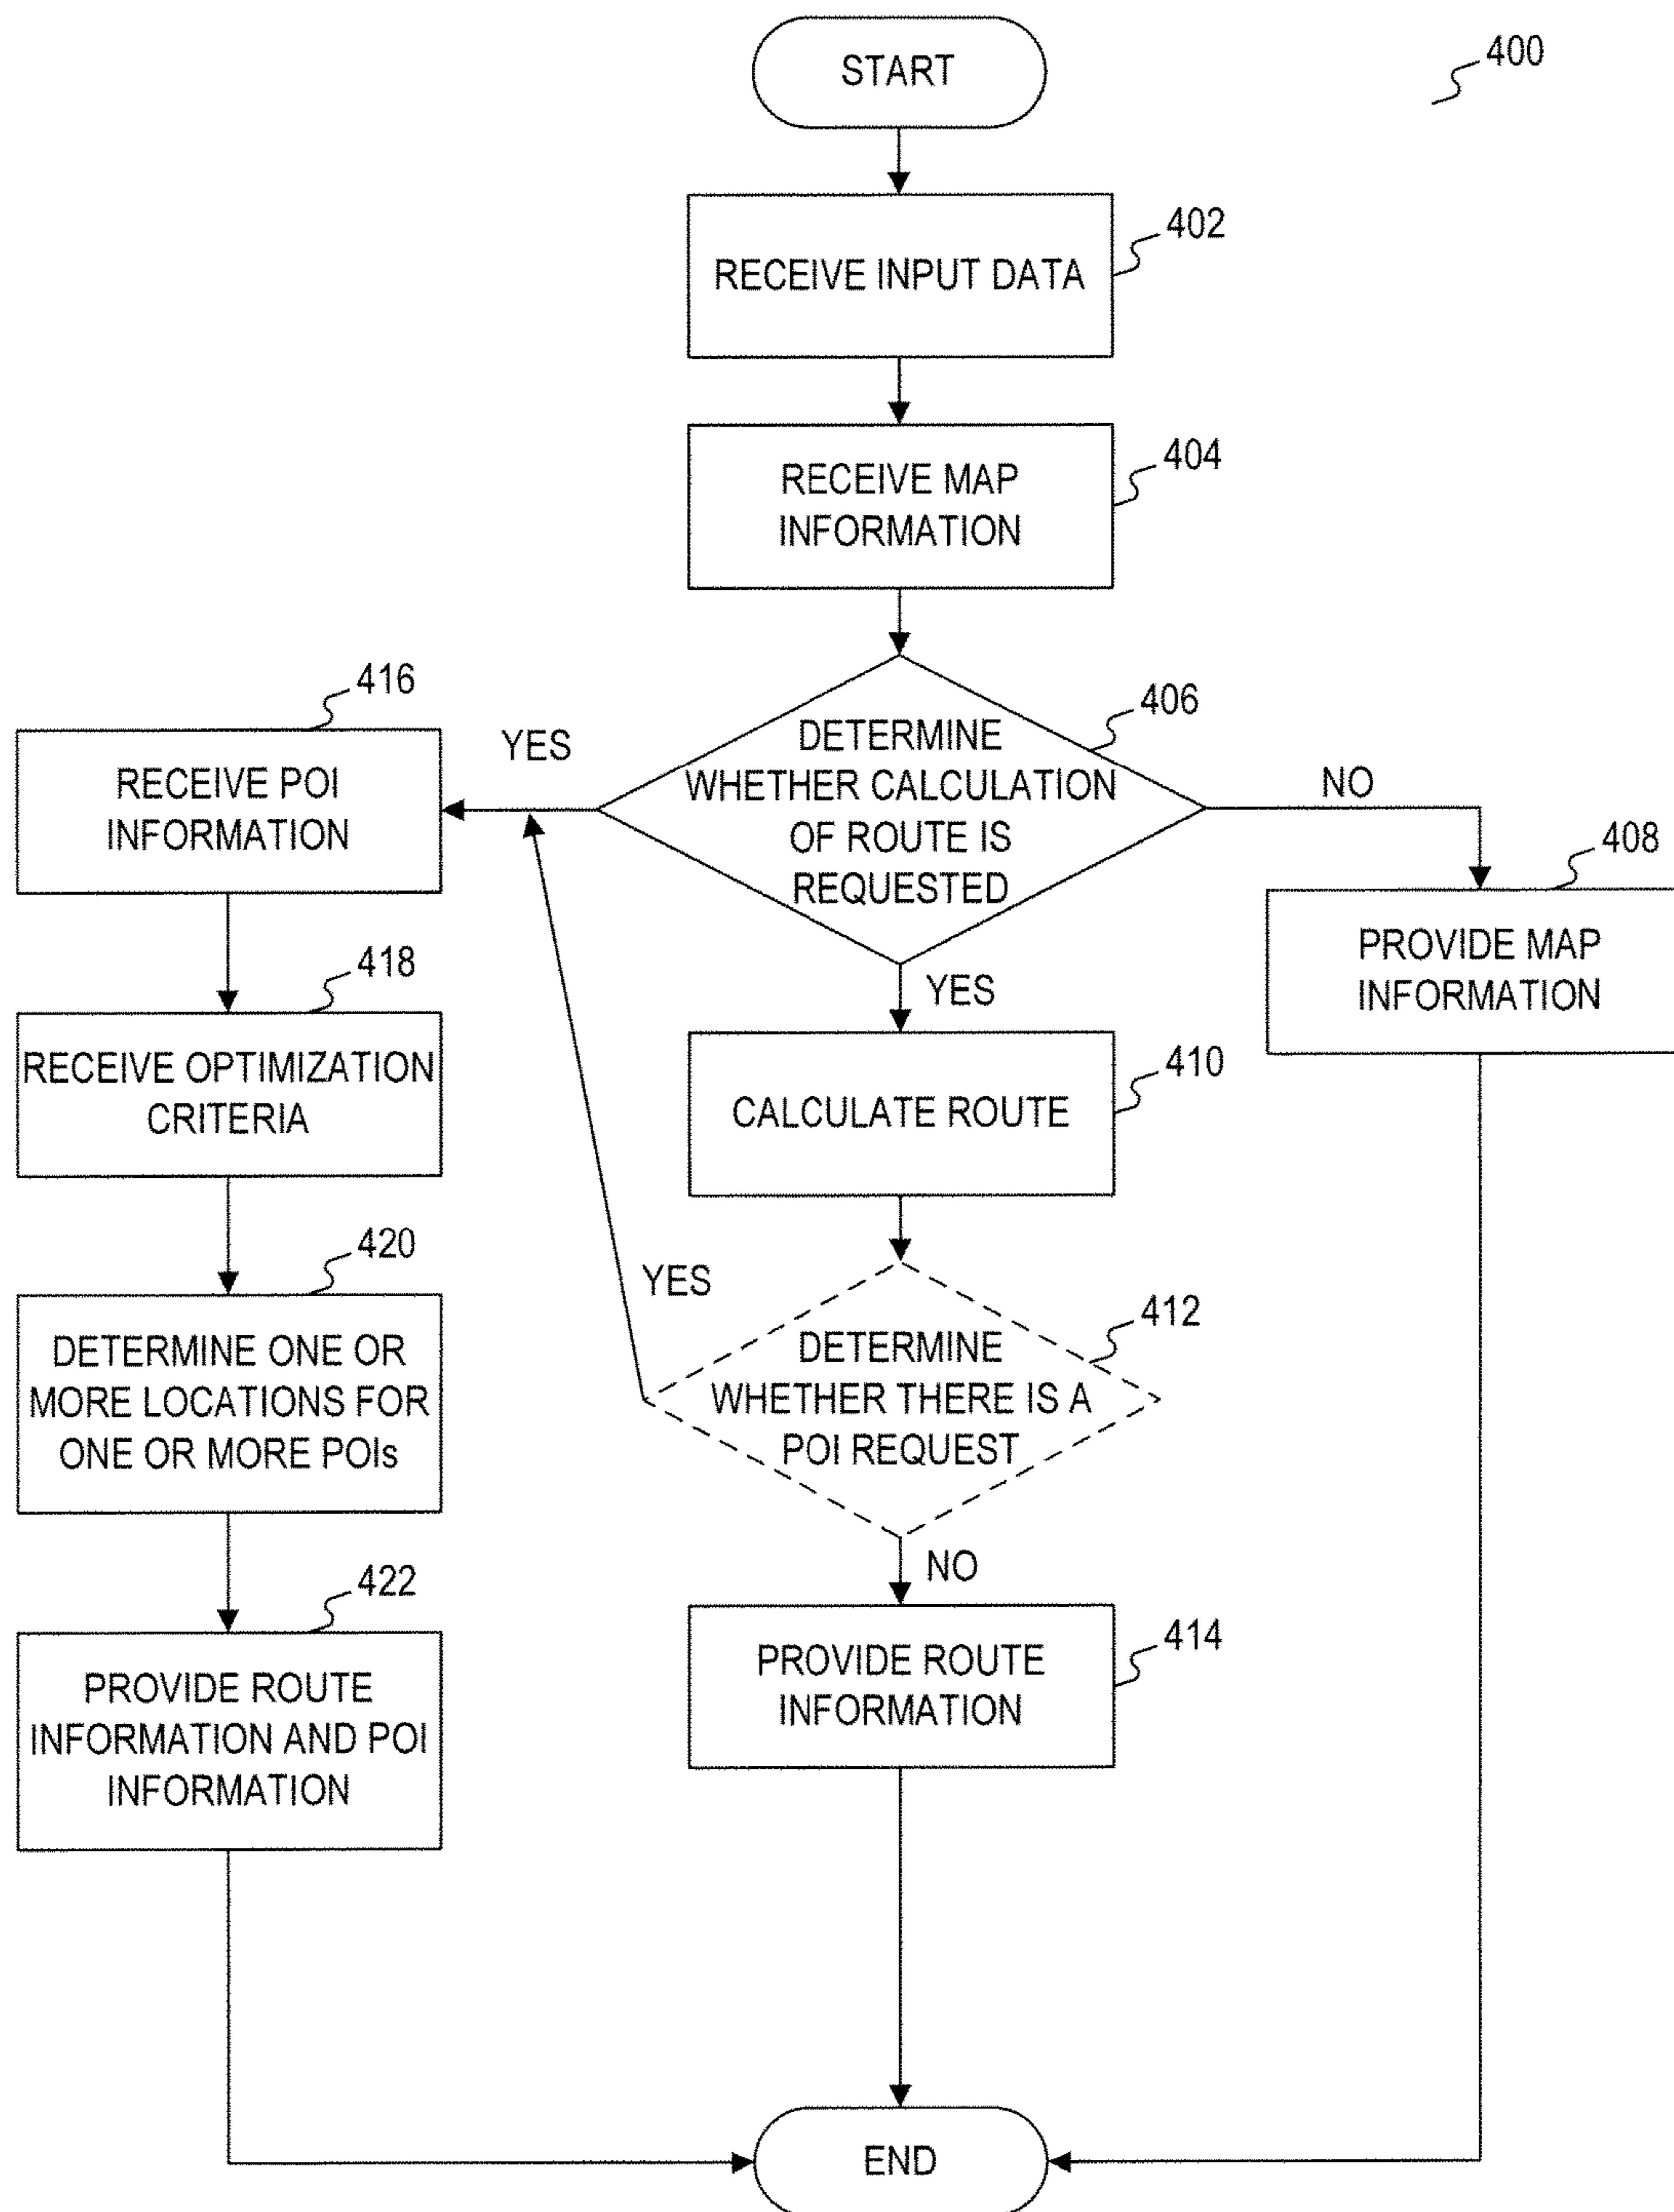 START
400
402
RECEIVE INPUT DATA
404
RECEIVE MAP
INFORMATION
406
DETERMINE
WHETHER CALCULATION
OF ROUTE IS
REQUESTED
YES
NO
YES
416
RECEIVE POI
INFORMATION
408
PROVIDE MAP
INFORMATION
418
RECEIVE OPTIMIZATION
CRITERIA
410
CALCULATE ROUTE
420
DETERMINE ONE OR
MORE LOCATIONS FOR
ONE OR MORE POIs
YES
412
DETERMINE
WHETHER THERE IS A
POI REQUEST
NO
422
PROVIDE ROUTE
INFORMATION AND POI
INFORMATION
414
PROVIDE ROUTE
INFORMATION
END